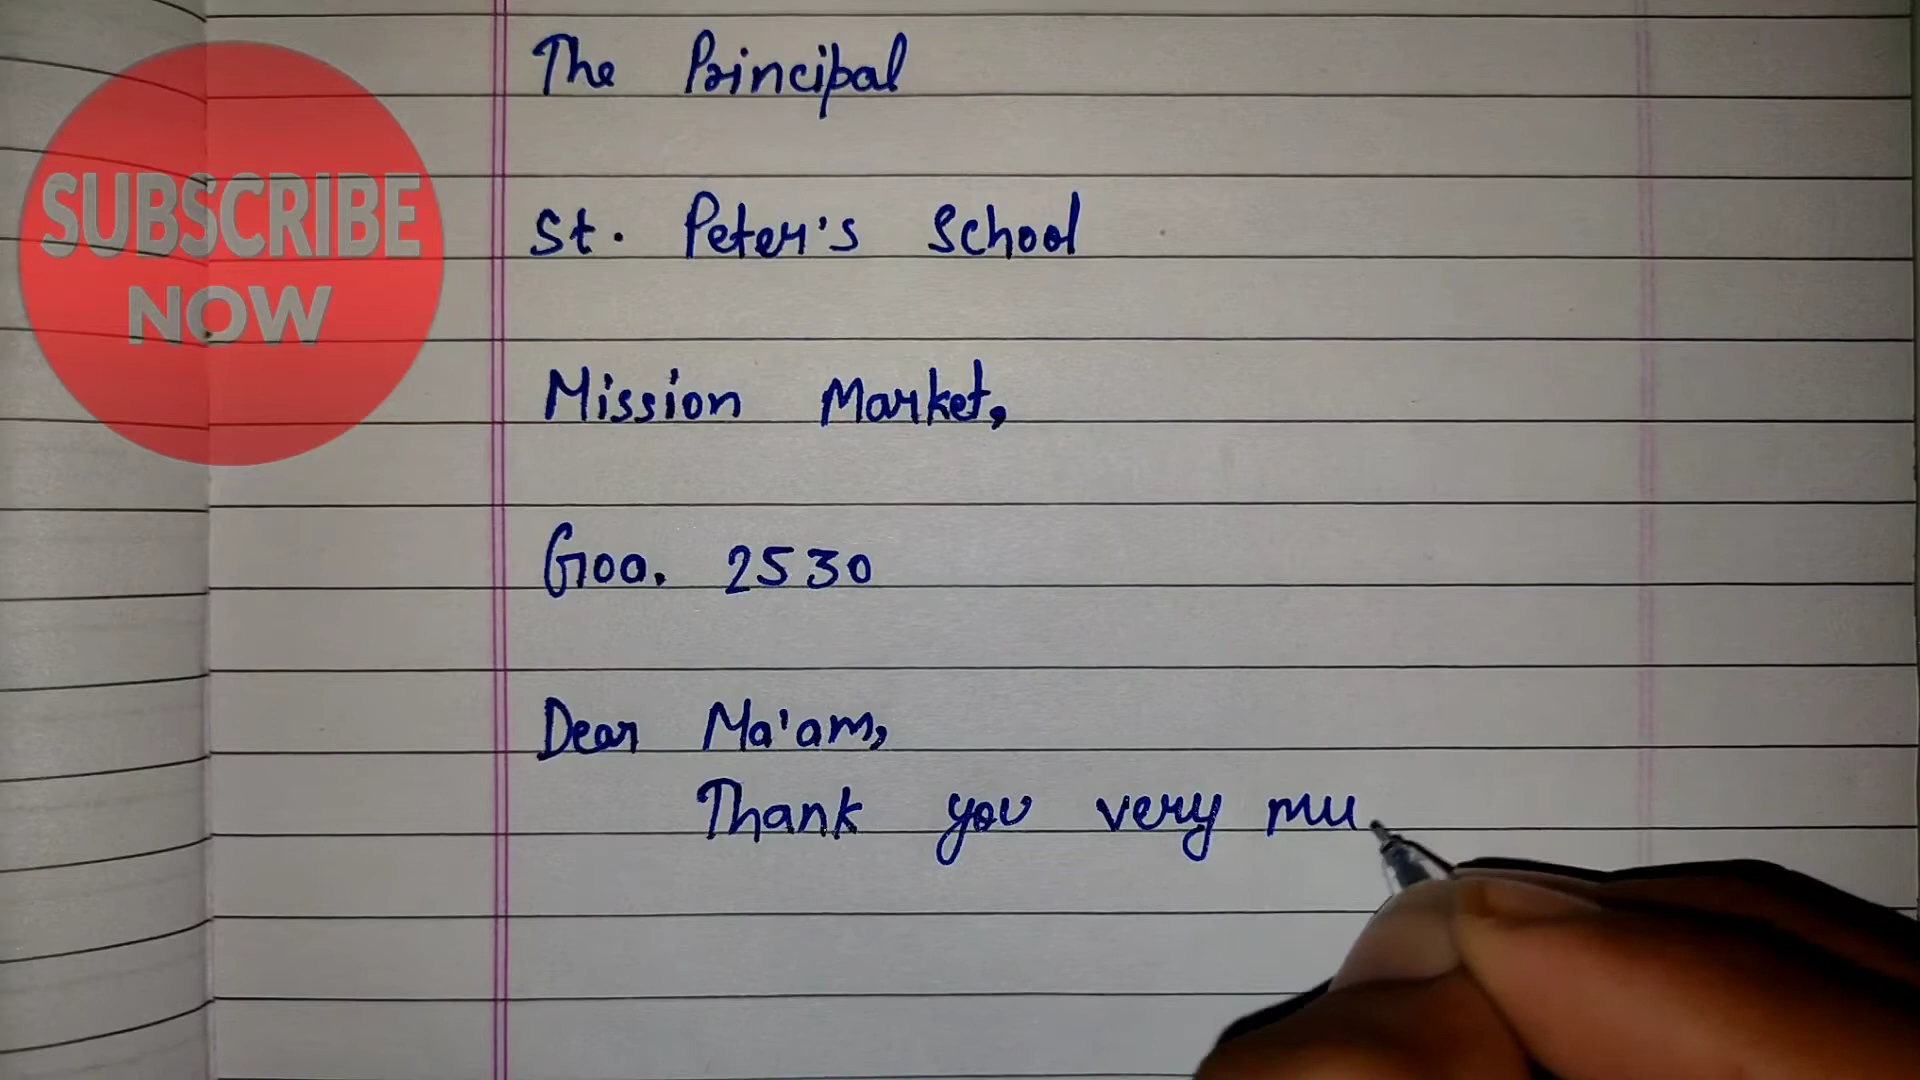 SUBSCRIBE
NOW
The Principal
St. Peter's School
Mission Market,
Goa. 2530
Dear Ma'am,
Thank you very mu